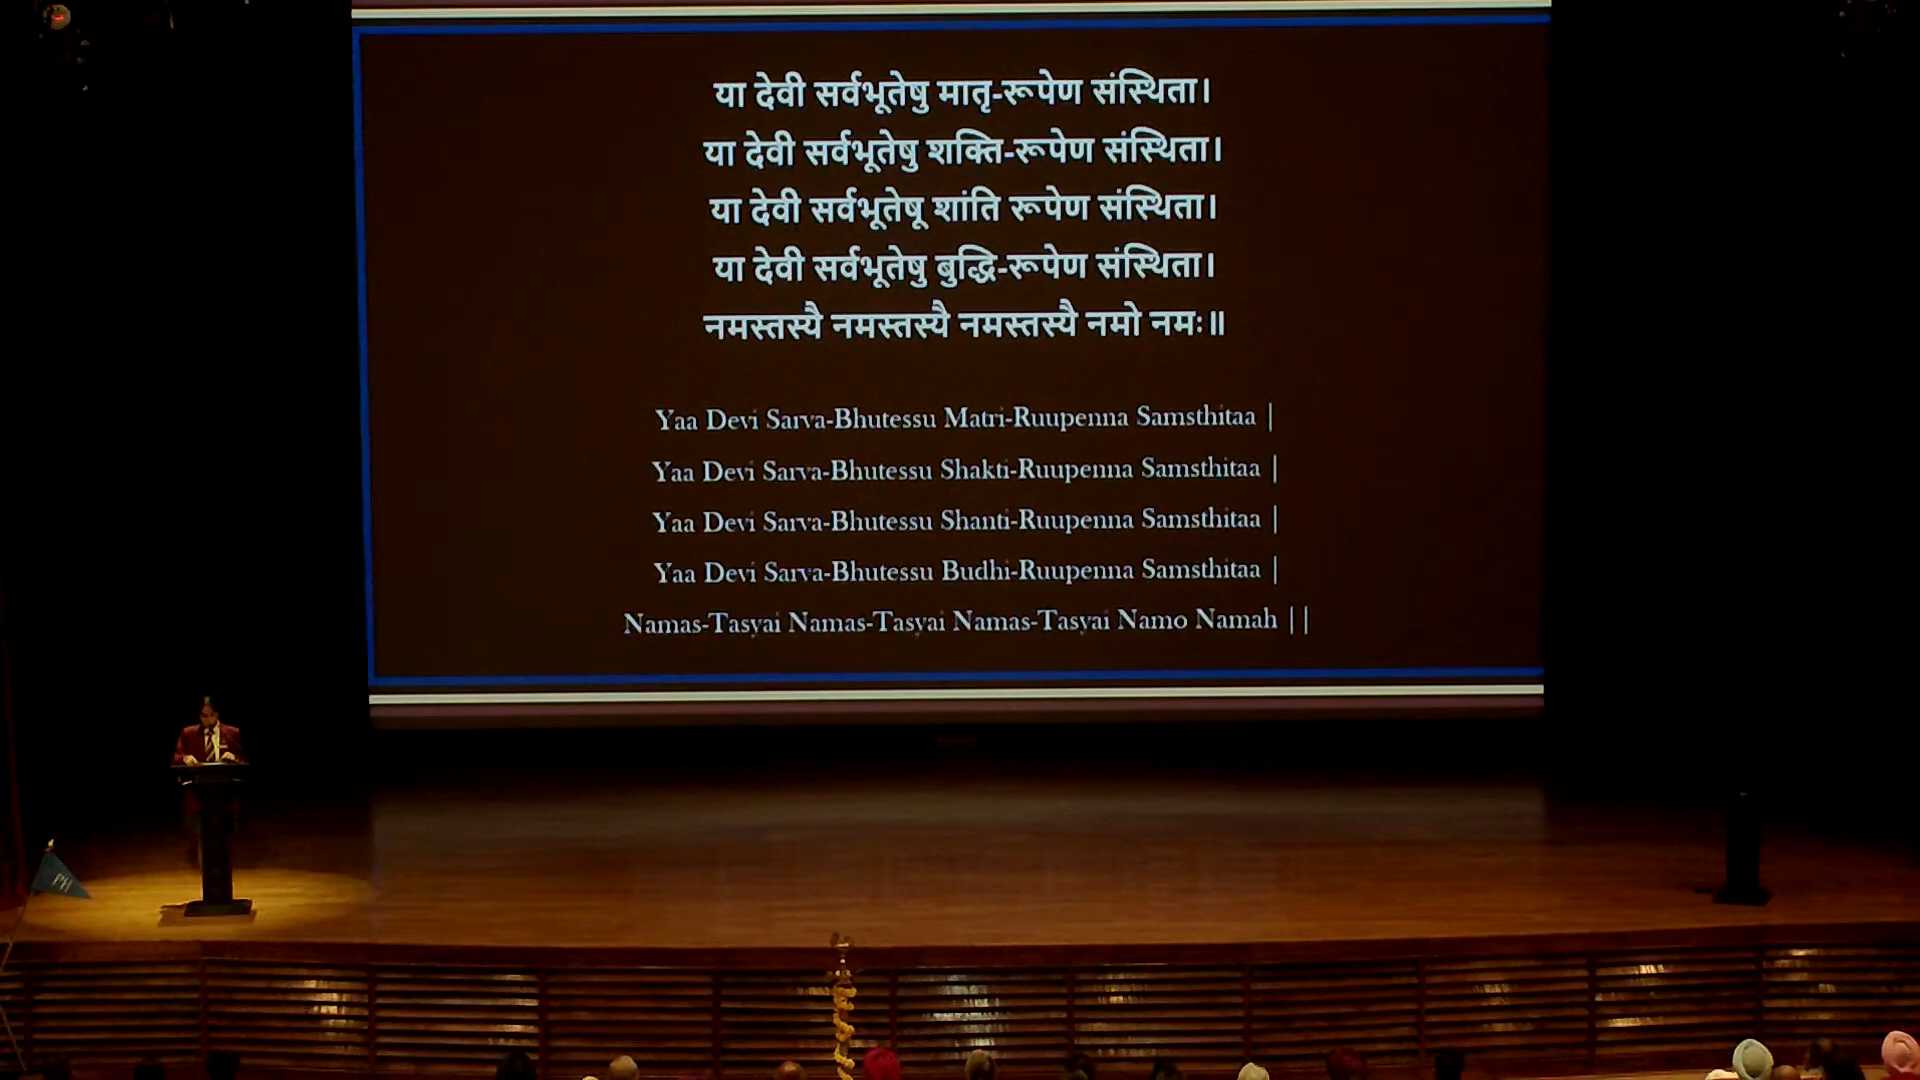 या देवी सर्वभूतेषु मातृ-रूपेण संस्थिता।
या देवी सर्वभूतेषु शक्ति-रूपेण संस्थिता।
या देवी सर्वभूतेषू शांति रूपेण संस्थिता।
या देवी सर्वभूतेषु बुद्धि-रूपेण संस्थिता।
नमस्तस्यै नमस्तस्यै नमस्तस्यै नमो नमः॥
Yaa Devi Sarva-Bhutessu Matri-Ruupenna Samsthitaa |
Yaa Devi Sarva-Bhutessu Shakti-Ruupenna Samsthitaa |
Yaa Devi Sarva-Bhutessu Shanti-Ruupenna Samsthitaa |
Yaa Devi Sarva-Bhutessu Budhi-Ruupenna Samsthitaa |
Namas-Tasyai Namas-Tasyai Namas-Tasyai Namo Namah ||
PH